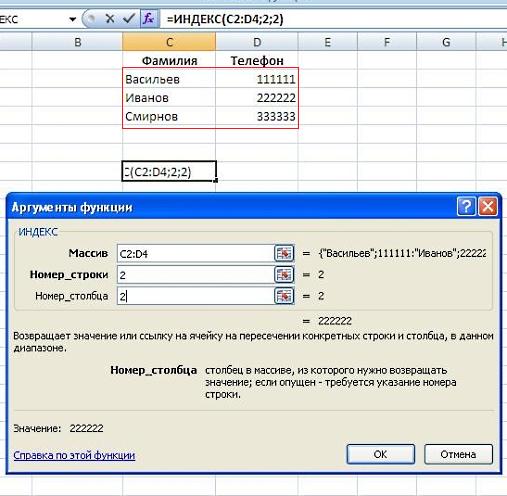 ЕКС =ИНДЕКС(C2:D4;2;2)
B C D E F G H
Фамилия Телефон
Васильев 111111
Иванов 222222
Смирнов 333333
С(C2:D4;2;2)
Аргументы функции
ИНДЕКС
Массив C2:D4 = {"Васильев";111111:"Иванов";22222
Номер_строки 2 = 2
Номер_столбца 2 = 2
= 222222
Возвращает значение или ссылку на ячейку на пересечении конкретных строки и столбца, в данном
диапазоне.
Номер_столбца столбец в массиве, из которого нужно возвращать
значение; если опущен - требуется указание номера
строки.
Значение: 222222
Справка по этой функции OK Отмена